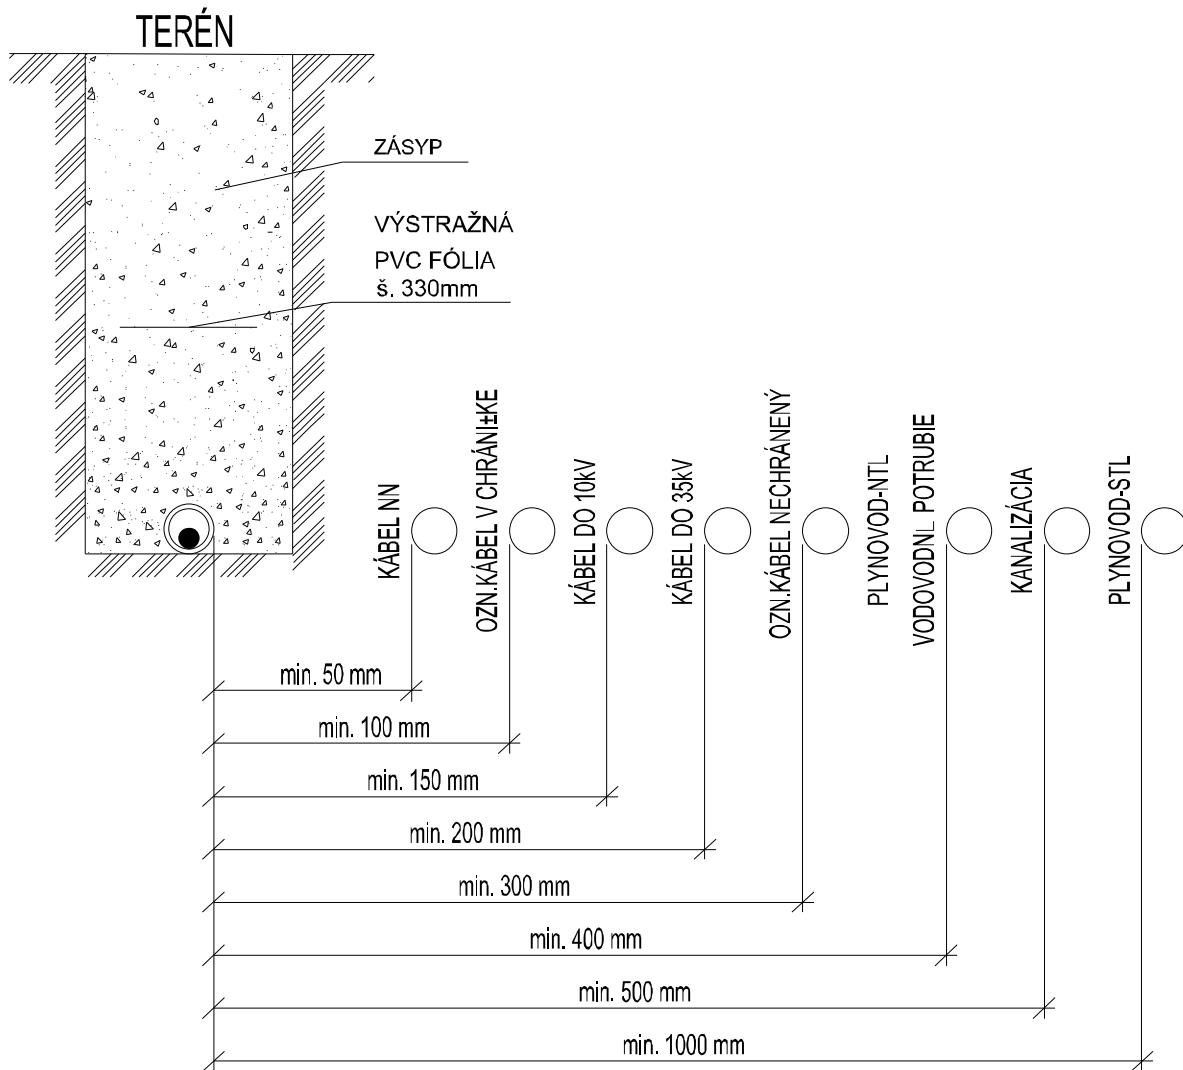 TERÉN
ZÁSYP
VÝSTRAŽNÁ
PVC FÓLIA
š. 330mm
KÁBEL NN
OZN.KÁBEL V CHRÁNI±KE
KÁBEL DO 10kV
KÁBEL DO 35kV
OZN.KÁBEL NECHRÁNENÝ
PLYNOVOD-NTL
VODOVODNI_ POTRUBIE
KANALIZÁCIA
PLYNOVOD-STL
min. 50 mm
min. 100 mm
min. 150 mm
min. 200 mm
min. 300 mm
min. 400 mm
min. 500 mm
min. 1000 mm